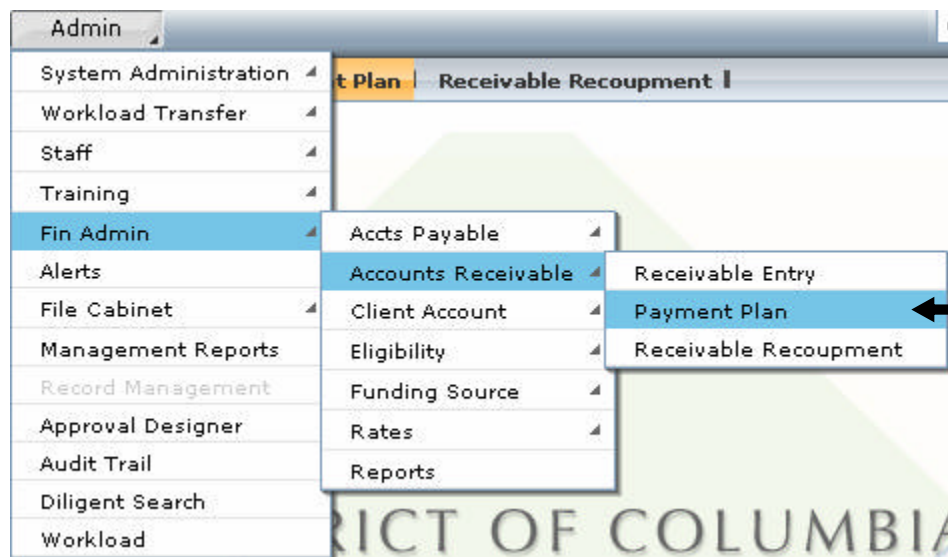 Admin
System Administration
Workload Transfer
Staff
Training
Fin Admin
Alerts
File Cabinet
Management Reports
Record Management
Approval Designer
Audit Trail
Diligent Search
Workload
t Plan
Receivable Recoupment
Accts Payable
Accounts Receivable
Client Account
Eligibility
Funding Source
Rates
Reports
Receivable Entry
Payment Plan
Receivable Recoupment
RICT OF COLUMBIA